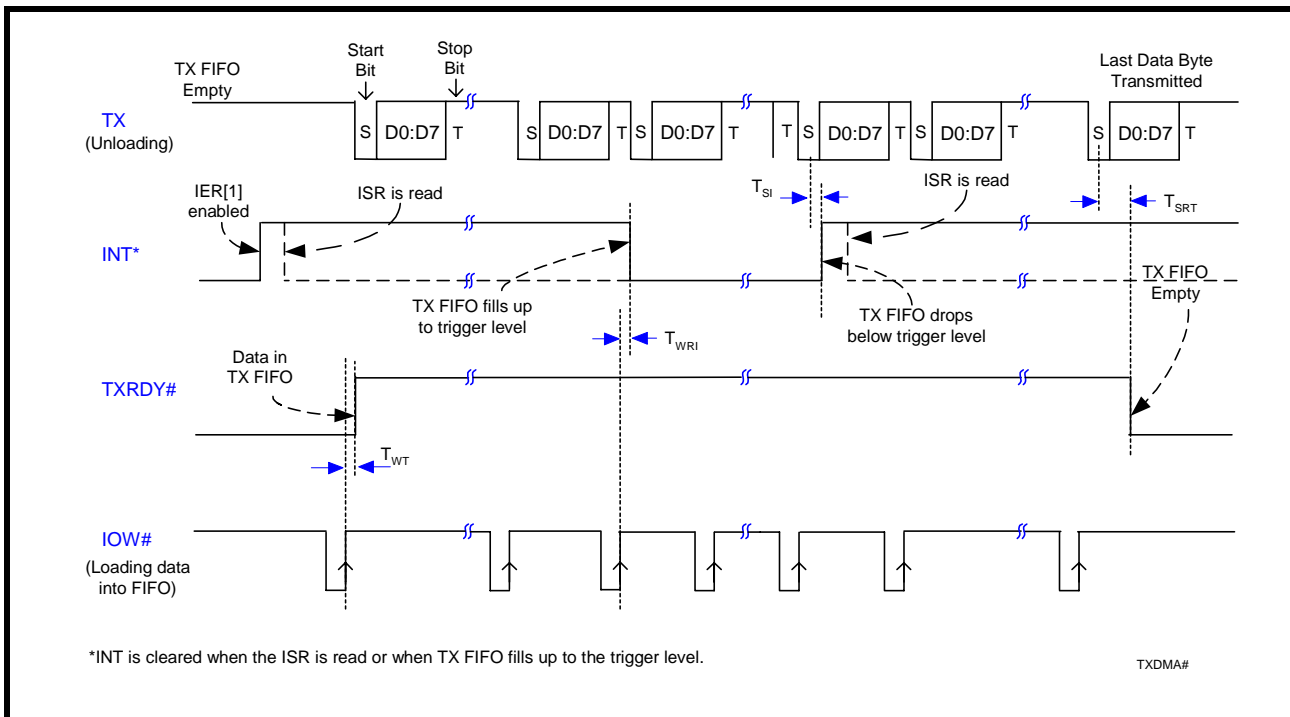 TX FIFO
Empty
Start
Bit
Stop
Bit
Last Data Byte
Transmitted
TX
(Unloading)
S D0:D7 T S D0:D7 T S D0:D7 T T S D0:D7 T S D0:D7 T S D0:D7 T
IER[1]
enabled
ISR is read
TSI
ISR is read
TSRT
INT*
TX FIFO fills up
to trigger level
TX FIFO drops
below trigger level
TX FIFO
Empty
TWRI
Data in
TX FIFO
TXRDY#
TWT
IOW#
(Loading data
into FIFO)
*INT is cleared when the ISR is read or when TX FIFO fills up to the trigger level.
TXDMA#